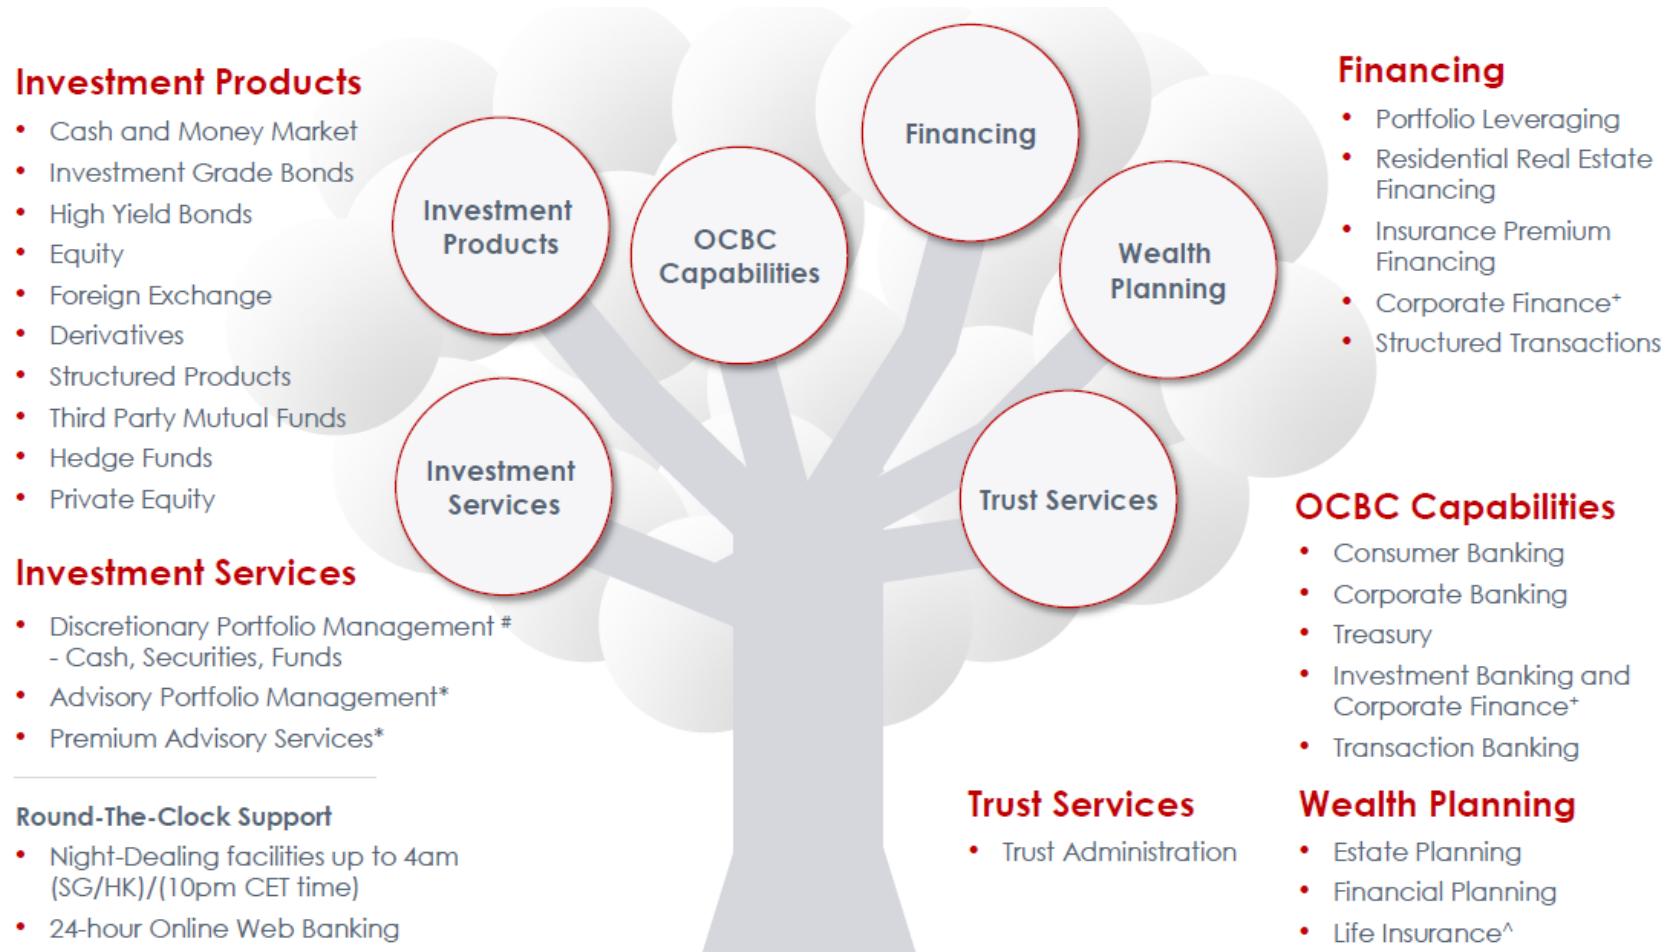 Investment Products
• Cash and Money Market
• Investment Grade Bonds
• High Yield Bonds
• Equity
• Foreign Exchange
• Derivatives
• Structured Products
• Third Party Mutual Funds
• Hedge Funds
• Private Equity
Investment Services
• Discretionary Portfolio Management #
- Cash, Securities, Funds
• Advisory Portfolio Management*
• Premium Advisory Services*
Round-The-Clock Support
• Night-Dealing facilities up to 4am
(SG/HK)/(10pm CET time)
• 24-hour Online Web Banking
Investment
Products
OCBC
Capabilities
Financing
Wealth
Planning
Investment
Services
Trust Services
Financing
• Portfolio Leveraging
• Residential Real Estate
Financing
• Insurance Premium
Financing
• Corporate Finance+
• Structured Transactions
OCBC Capabilities
• Consumer Banking
• Corporate Banking
• Treasury
• Investment Banking and
Corporate Finance+
• Transaction Banking
Trust Services
• Trust Administration
Wealth Planning
• Estate Planning
• Financial Planning
• Life Insurance^